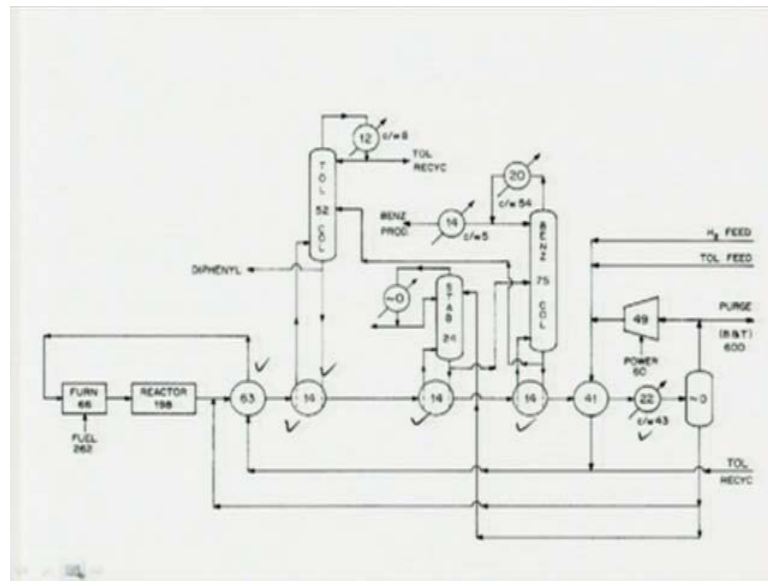 12
c/w 8
TOL
RECYC
TOL
52
COL
20
c/w 54
BENZ
PROD.
14
c/w 5
BENZ
75
COL
H₂ FEED
TOL. FEED
DIPHENYL
~0
STAB
24
49
PURGE
(B & T)
600
POWER
60
FURN
66
REACTOR
198
63
14
14
14
41
22
~0
FUEL
262
c/w 43
TOL
RECYC